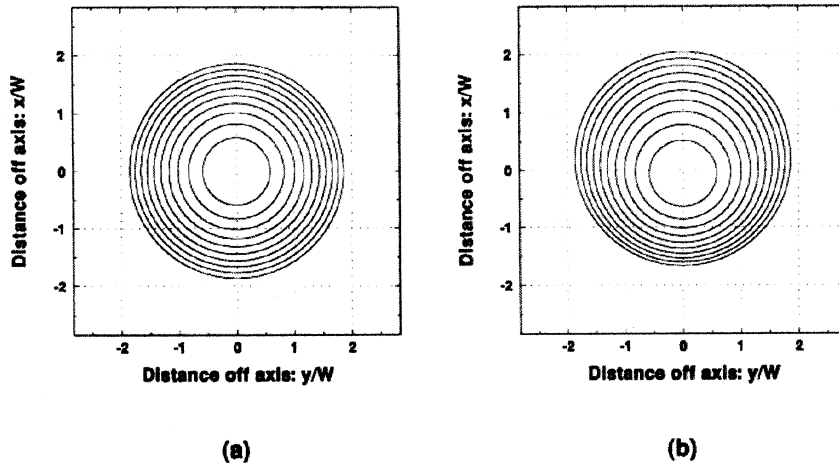 2
1
0
-1
-2
Distance off axis: x/W
-2 -1 0 1 2
Distance off axis: y/W
(a)
2
1
0
-1
-2
Distance off axis: x/W
-2 -1 0 1 2
Distance off axis: y/W
(b)